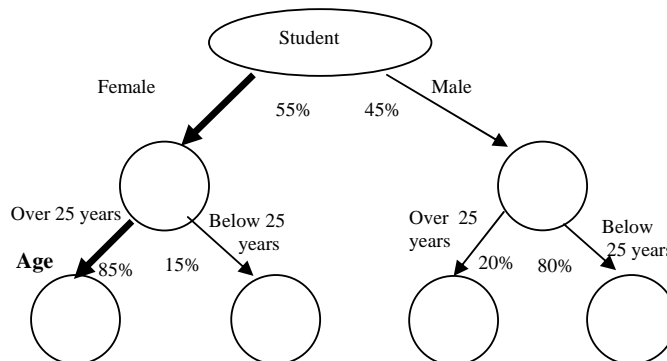 Student
Female
Male
55%
45%
Over 25 years
Below 25
years
Over 25
years
Below
25 years
Age
85%
15%
20%
80%